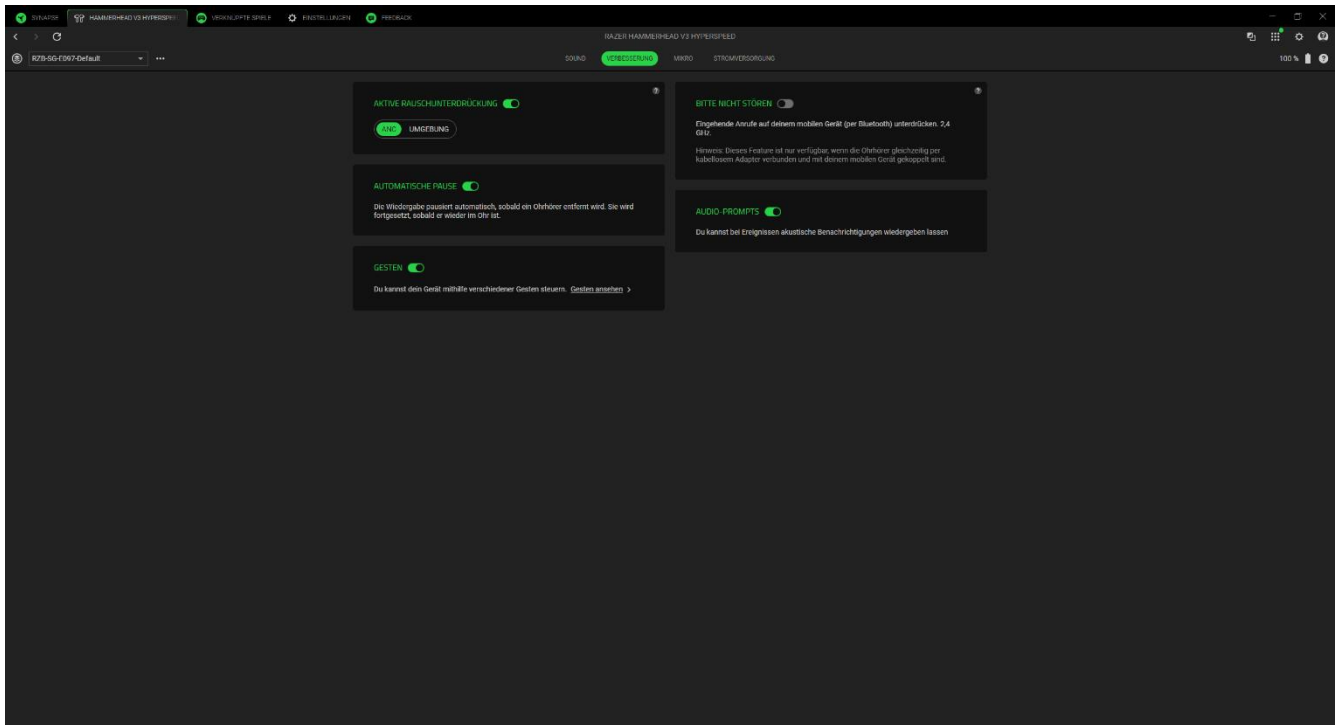 SYNAPSE
HAMMERHEAD V3 HYPERSPEE
VERKNÜPFTE SPIELE
EINSTELLUNGEN
FEEDBACK
RAZER HAMMERHEAD V3 HYPERSPEED
RZB-SG-E097-Default
SOUND
VERBESSERUNG
MIKRO
STROMVERSORGUNG
100 %
AKTIVE RAUSCHUNTERDRÜCKUNG
ANC
UMGEBUNG
AUTOMATISCHE PAUSE
Die Wiedergabe pausiert automatisch, sobald ein Ohrhörer entfernt wird. Sie wird
fortgesetzt, sobald er wieder im Ohr ist.
GESTEN
Du kannst dein Gerät mithilfe verschiedener Gesten steuern. Gesten ansehen >
BITTE NICHT STÖREN
Eingehende Anrufe auf deinem mobilen Gerät (per Bluetooth) unterdrücken. 2,4
GHz.
Hinweis: Dieses Feature ist nur verfügbar, wenn die Ohrhörer gleichzeitig per
kabellosem Adapter verbunden und mit deinem mobilen Gerät gekoppelt sind.
AUDIO-PROMPTS
Du kannst bei Ereignissen akustische Benachrichtigungen wiedergeben lassen